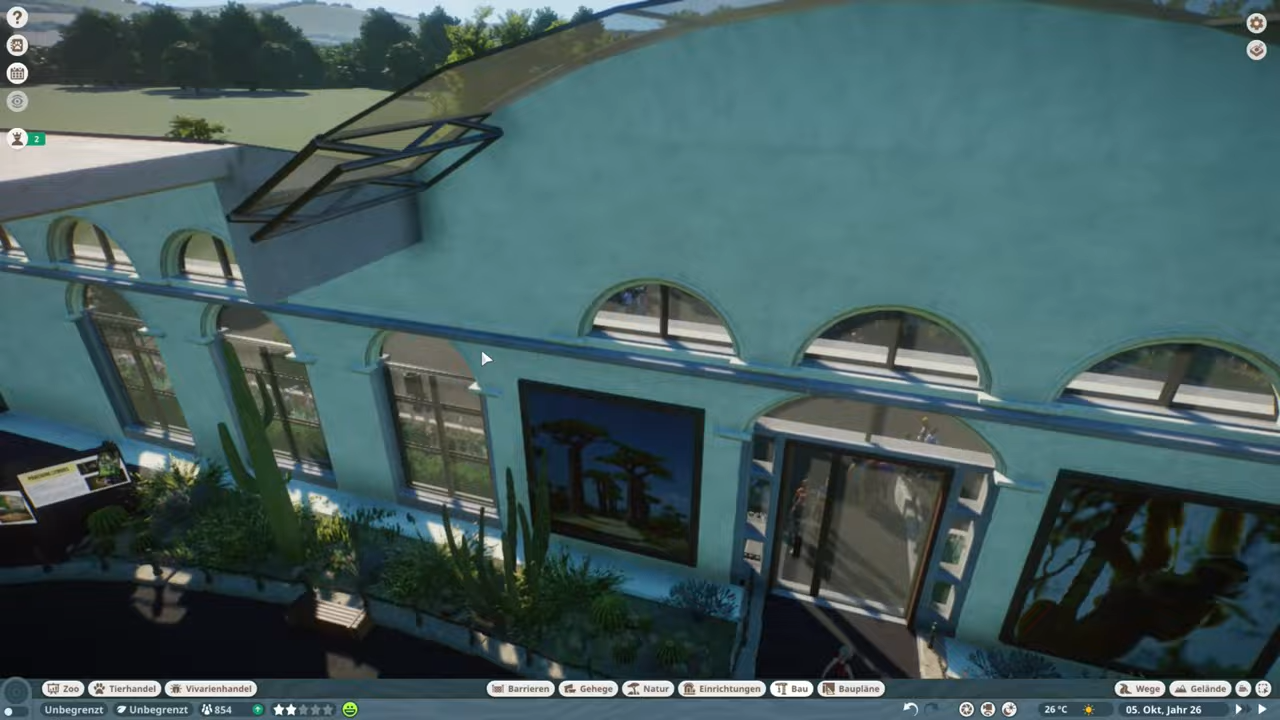 ?
2
Zoo
Tierhandel
Vivarienhandel
Barrieren
Gehege
Natur
Einrichtungen
Bau
Baupläne
Wege
Gelände
Unbegrenzt
Unbegrenzt
854
26 °C
05. Okt, Jahr 26